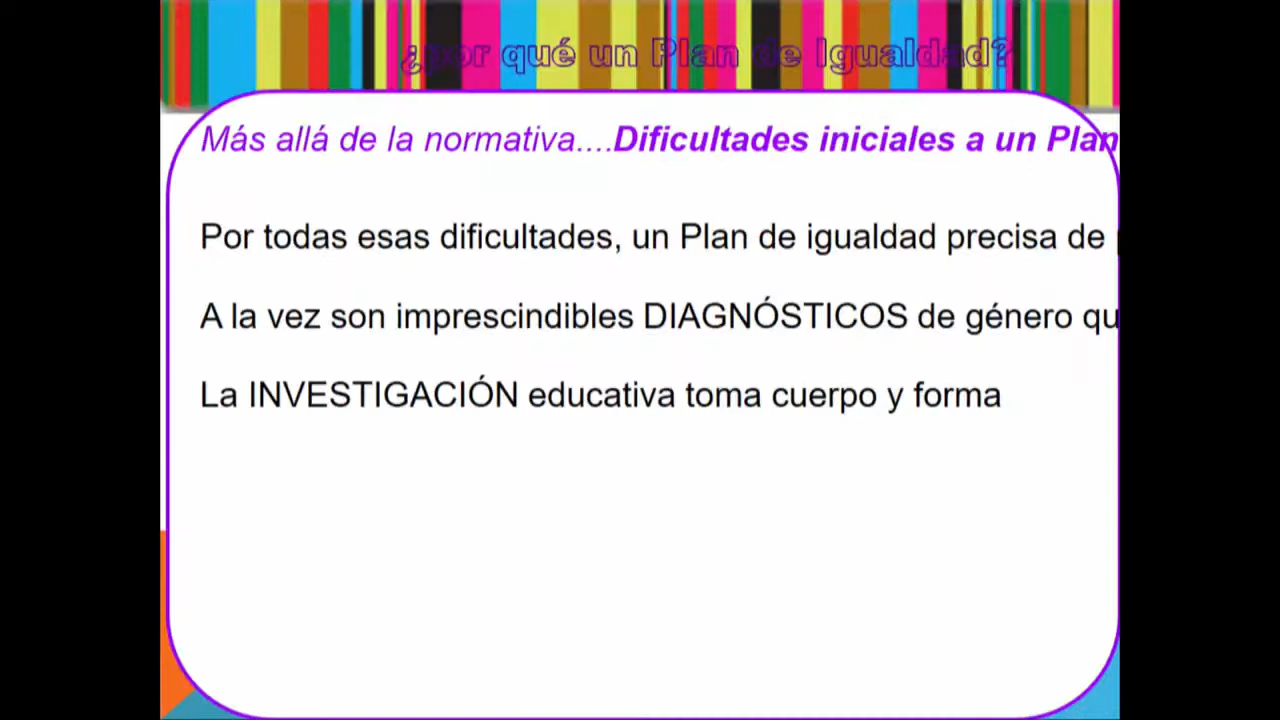 ¿por qué un Plan de Igualdad?
Más allá de la normativa....Dificultades iniciales a un Plan
Por todas esas dificultades, un Plan de igualdad precisa de
A la vez son imprescindibles DIAGNÓSTICOS de género qu
La INVESTIGACIÓN educativa toma cuerpo y forma